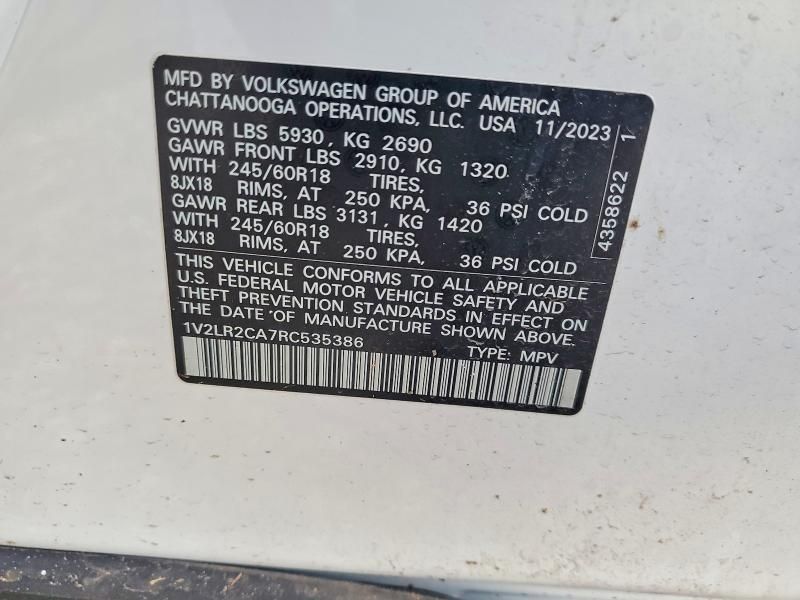 MFD BY VOLKSWAGEN GROUP OF AMERICA
CHATTANOOGA OPERATIONS, LLC. USA 11/2023
GVWR LBS 5930, KG 2690
GAWR FRONT LBS 2910, KG 1320
WITH 245/60R18 TIRES,
8JX18 RIMS, AT 250 KPA, 36 PSI COLD
GAWR REAR LBS 3131, KG 1420
WITH 245/60R18 TIRES,
8JX18 RIMS, AT 250 KPA, 36 PSI COLD
THIS VEHICLE CONFORMS TO ALL APPLICABLE
U.S. FEDERAL MOTOR VEHICLE SAFETY AND
THEFT PREVENTION STANDARDS IN EFFECT ON
THE DATE OF MANUFACTURE SHOWN ABOVE.
1V2LR2CA7RC535386 TYPE: MPV
4358622 1